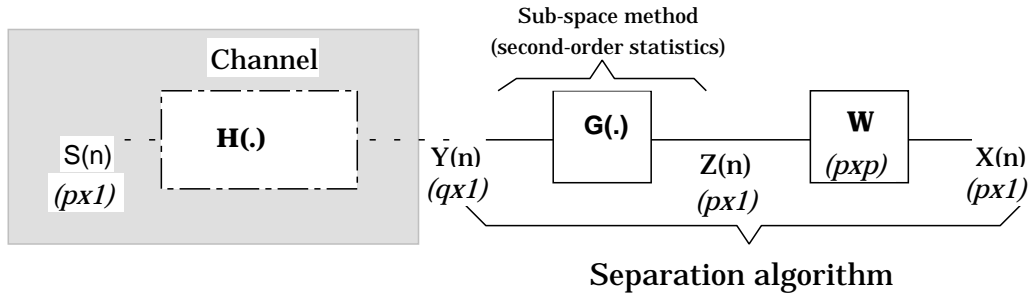 Sub-space method
(second-order statistics)
Channel
H(.)
G(.)
W
S(n)
(px1)
Y(n)
(qx1)
Z(n)
(px1)
(pxp)
X(n)
(px1)
Separation algorithm